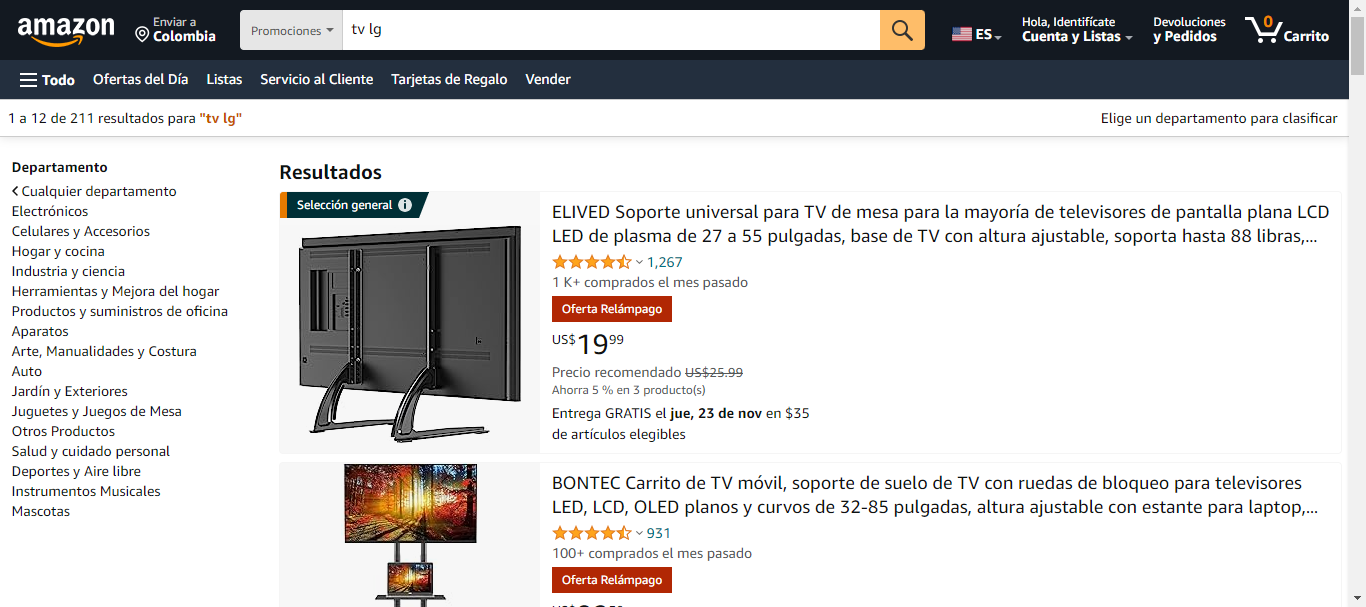 amazon
Enviar a
Colombia
Promociones
tv lg
ES
Hola, Identifícate
Cuenta y Listas
Devoluciones
y Pedidos
0
Carrito
Todo
Ofertas del Día
Listas
Servicio al Cliente
Tarjetas de Regalo
Vender
1 a 12 de 211 resultados para "tv lg"
Elige un departamento para clasificar
Departamento
Cualquier departamento
Electrónicos
Celulares y Accesorios
Hogar y cocina
Industria y ciencia
Herramientas y Mejora del hogar
Productos y suministros de oficina
Aparatos
Arte, Manualidades y Costura
Auto
Jardín y Exteriores
Juguetes y Juegos de Mesa
Otros Productos
Salud y cuidado personal
Deportes y Aire libre
Instrumentos Musicales
Mascotas
Resultados
Selección general
ELIVED Soporte universal para TV de mesa para la mayoría de televisores de pantalla plana LCD
LED de plasma de 27 a 55 pulgadas, base de TV con altura ajustable, soporta hasta 88 libras,...
1,267
1 K+ comprados el mes pasado
Oferta Relámpago
US$1999
Precio recomendado US$25.99
Ahorra 5 % en 3 producto(s)
Entrega GRATIS el jue, 23 de nov en $35
de artículos elegibles
BONTEC Carrito de TV móvil, soporte de suelo de TV con ruedas de bloqueo para televisores
LED, LCD, OLED planos y curvos de 32-85 pulgadas, altura ajustable con estante para laptop,...
931
100+ comprados el mes pasado
Oferta Relámpago